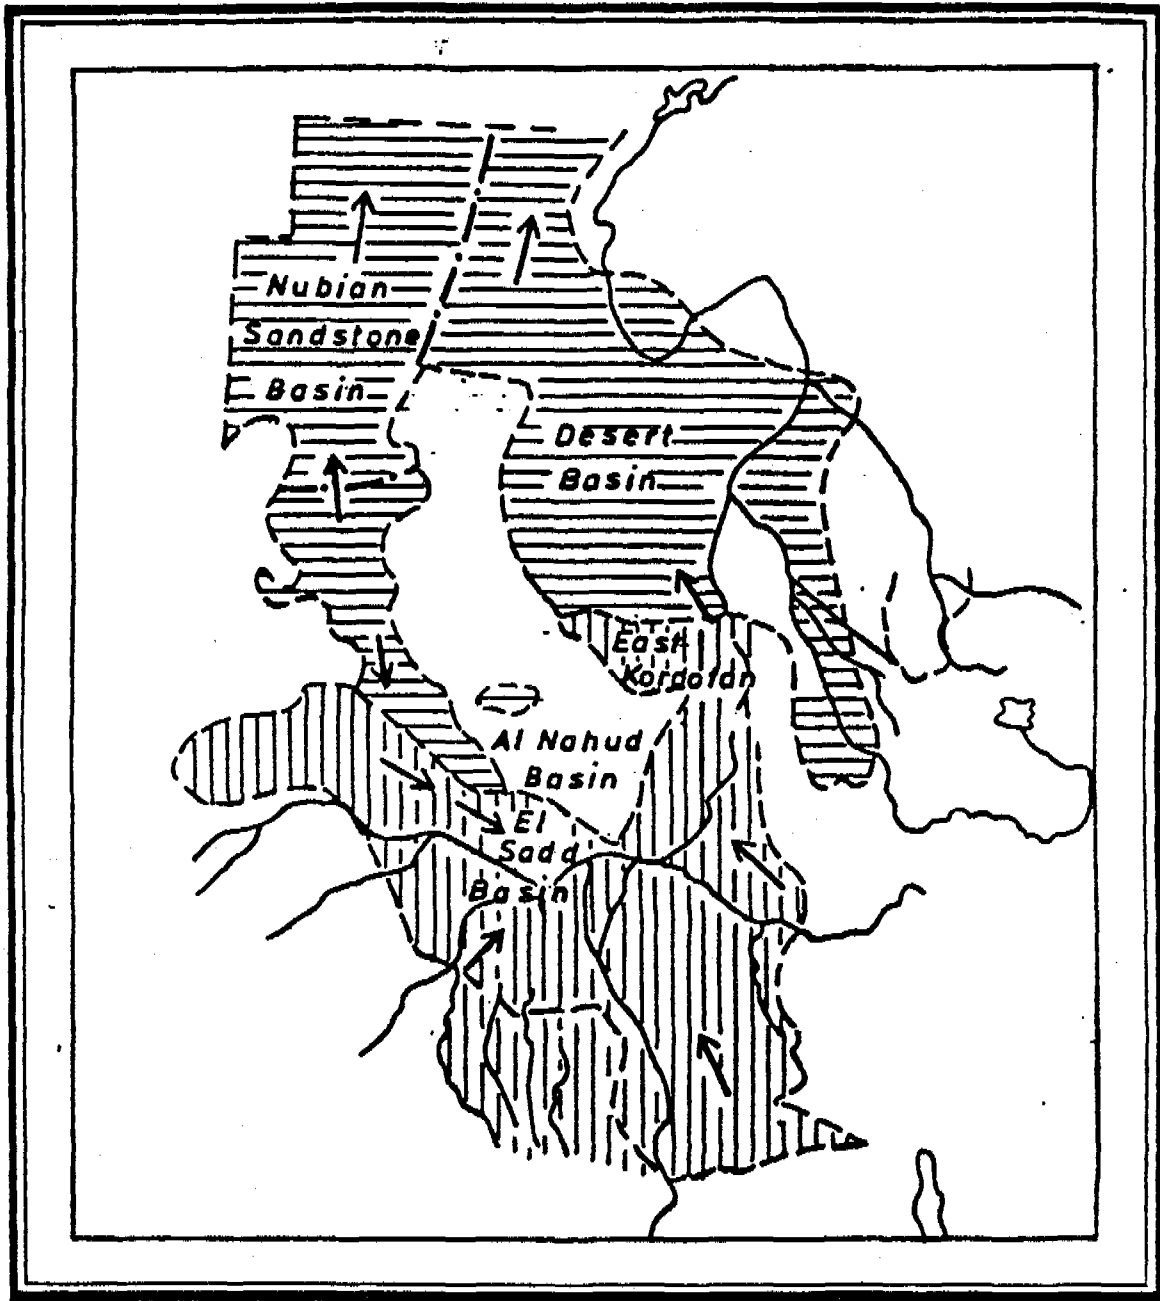 Nubian
Sandstone
Basin
Desert
Basin
East
Kordofan
Al Nahud
Basin
El
Sadd
Basin